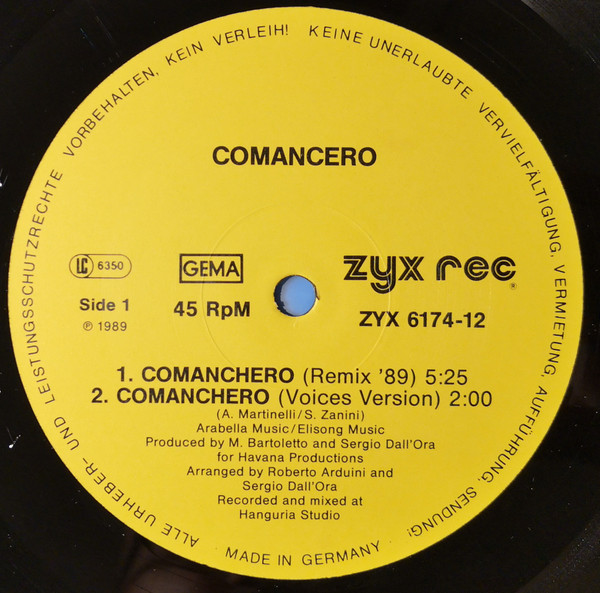 ALLE URHEBER- UND LEISTUNGSSCHUTZRECHTE VORBEHALTEN, KEIN VERLEIH! KEINE UNERLAUBTE VERVIELFÄLTIGUNG, VERMIETUNG, AUFFÜHRUNG, SENDUNG!
COMANCERO
LC 6350
GEMA
zyx rec
®
Side 1
45 RpM
ZYX 6174-12
℗ 1989
1. COMANCHERO (Remix '89) 5:25
2. COMANCHERO (Voices Version) 2:00
(A. Martinelli/S. Zanini)
Arabella Music/Elisong Music
Produced by M. Bartoletto and Sergio Dall'Ora
for Havana Productions
Arranged by Roberto Arduini and
Sergio Dall'Ora
Recorded and mixed at
Hanguria Studio
MADE IN GERMANY